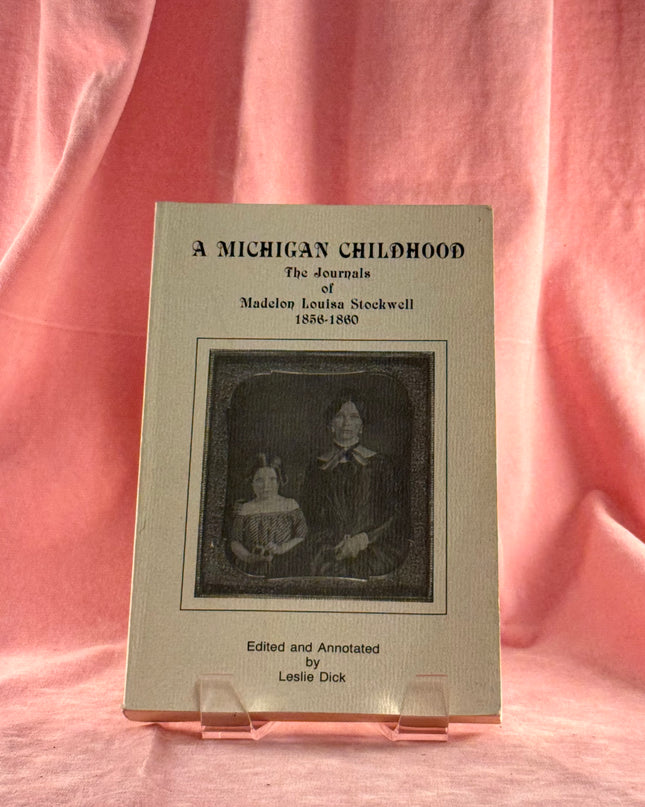 A MICHIGAN CHILDHOOD
The Journals
of
Madelon Louisa Stockwell
1856-1860
Edited and Annotated
by
Leslie Dick